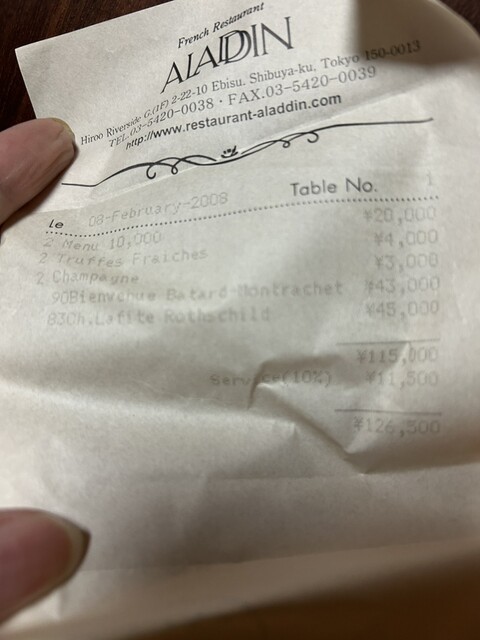 French Restaurant
ALADDIN
Hiroo Riverside G.(1F) 2-22-10 Ebisu, Shibuya-ku, Tokyo 150-0013
TEL.03-5420-0038・FAX.03-5420-0039
http://www.restaurant-aladdin.com
Le 08-February-2008 Table No. 1
2 Menu 10,000 ¥20,000
2 Truffes Fraiches ¥4,000
2 Champagne ¥3,000
90Bienvenue Batard-Montrachet ¥43,000
83Ch.Lafite Rothschild ¥45,000
¥115,000
Service(10%) ¥11,500
¥126,500